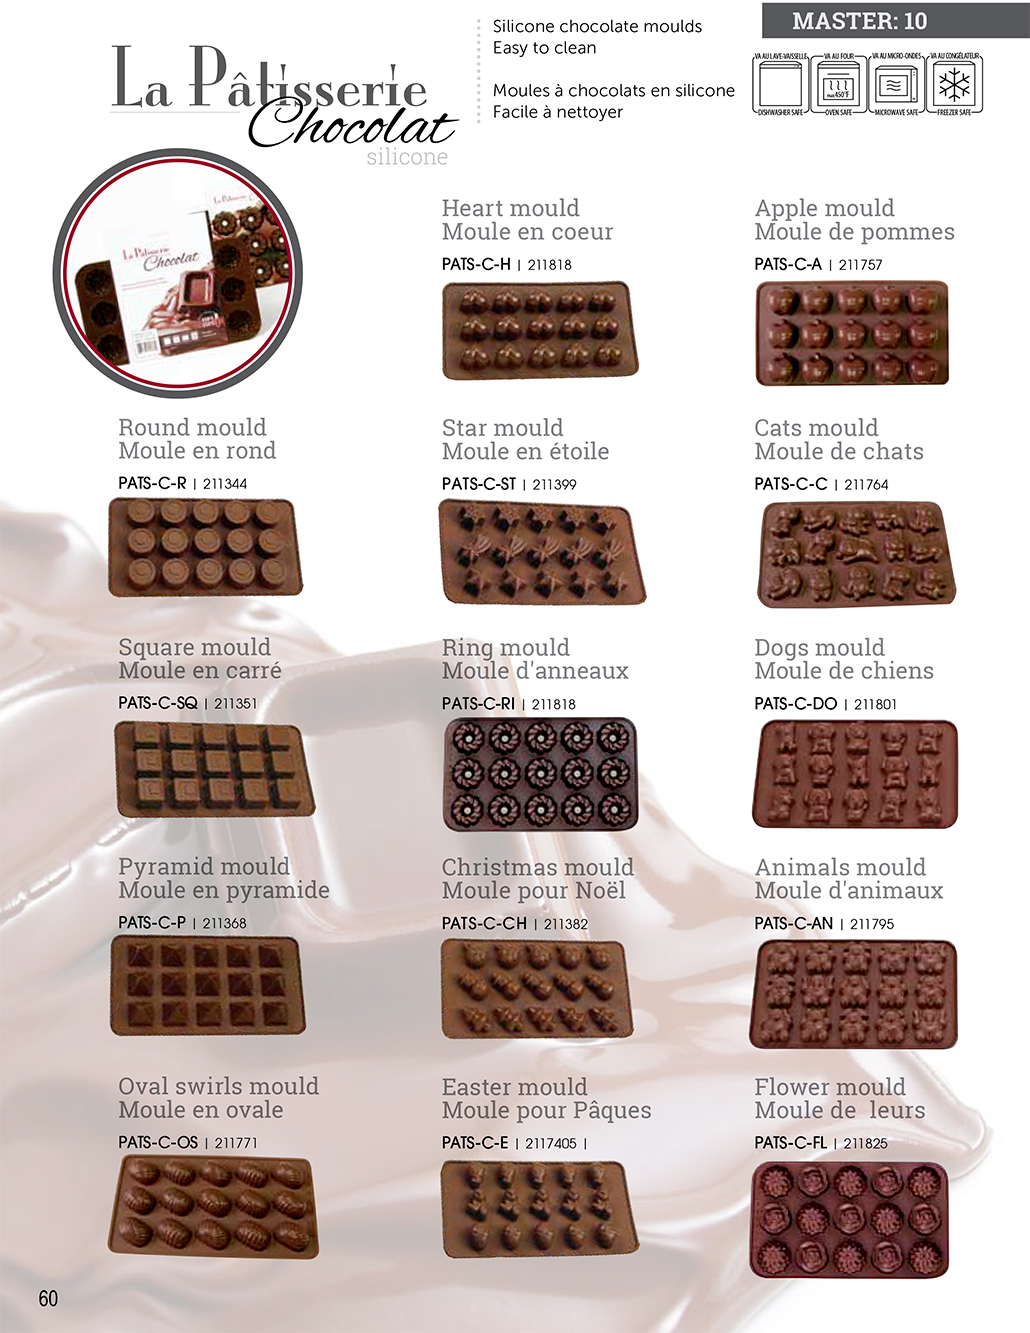 La Pâtisserie
Chocolat
silicone
Silicone chocolate moulds
Easy to clean
Moules à chocolats en silicone
Facile à nettoyer
MASTER: 10
VA AU LAVE-VAISSELLE
DISHWASHER SAFE
VA AU FOUR
max 450°F
OVEN SAFE
VA AU MICRO-ONDES
MICROWAVE SAFE
VA AU CONGÉLATEUR
FREEZER SAFE
La Pâtisserie
La Pâtisserie
Chocolat
Heart mould
Moule en coeur
PATS-C-H | 211818
Apple mould
Moule de pommes
PATS-C-A | 211757
Round mould
Moule en rond
PATS-C-R | 211344
Star mould
Moule en étoile
PATS-C-ST | 211399
Cats mould
Moule de chats
PATS-C-C | 211764
Square mould
Moule en carré
PATS-C-SQ | 211351
Ring mould
Moule d'anneaux
PATS-C-RI | 211818
Dogs mould
Moule de chiens
PATS-C-DO | 211801
Pyramid mould
Moule en pyramide
PATS-C-P | 211368
Christmas mould
Moule pour Noël
PATS-C-CH | 211382
Animals mould
Moule d'animaux
PATS-C-AN | 211795
Oval swirls mould
Moule en ovale
PATS-C-OS | 211771
Easter mould
Moule pour Pâques
PATS-C-E | 2117405 |
Flower mould
Moule de  leurs
PATS-C-FL | 211825
60